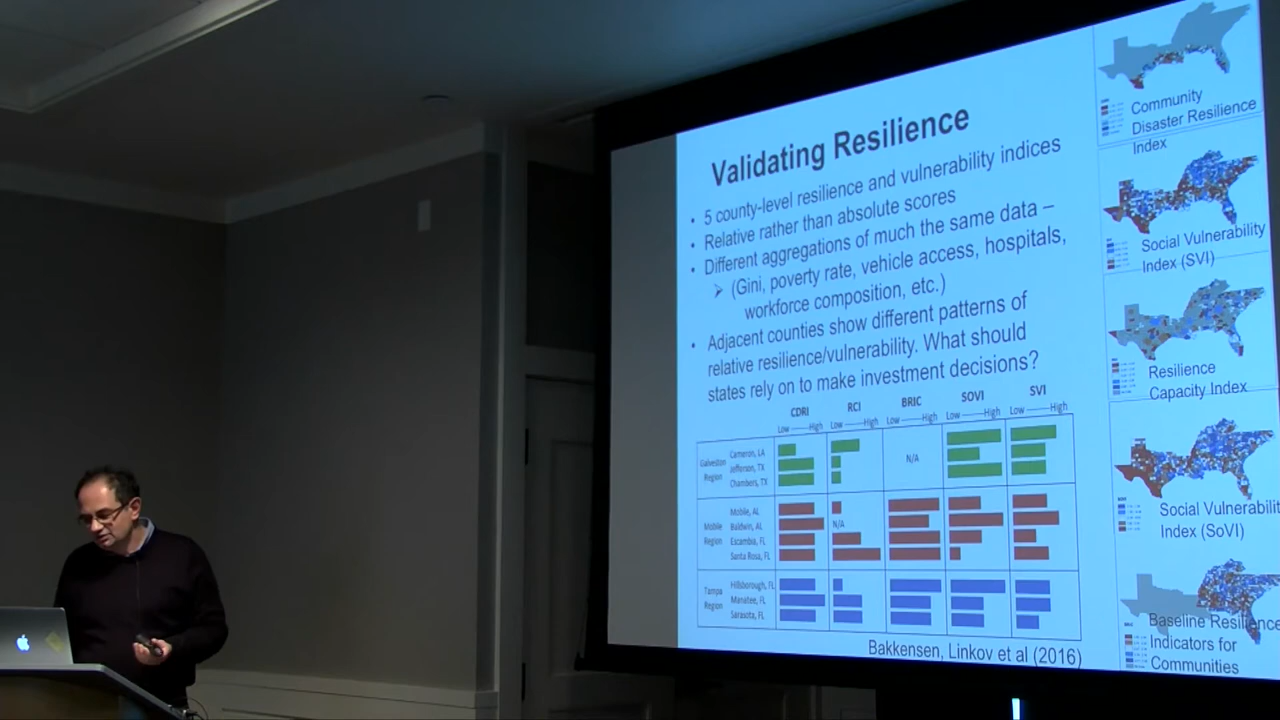 Validating Resilience
• 5 county-level resilience and vulnerability indices
• Relative rather than absolute scores
• Different aggregations of much the same data –
➢ (Gini, poverty rate, vehicle access, hospitals,
workforce composition, etc.)
• Adjacent counties show different patterns of
relative resilience/vulnerability. What should
states rely on to make investment decisions?
CDRI RCI BRIC SOVI SVI
Low High Low High Low High Low High Low High
Galveston Region
Cameron, LA
Jefferson, TX
Chambers, TX
N/A
Mobile Region
Mobile, AL
Baldwin, AL
N/A
Escambia, FL
Santa Rosa, FL
Tampa Region
Hillsborough, FL
Manatee, FL
Sarasota, FL
Bakkensen, Linkov et al (2016)
Community
Disaster Resilience
Index
Social Vulnerability
Index (SVI)
Resilience
Capacity Index
Social Vulnerabilit
Index (SoVI)
Baseline Resilience
Indicators for
Communities